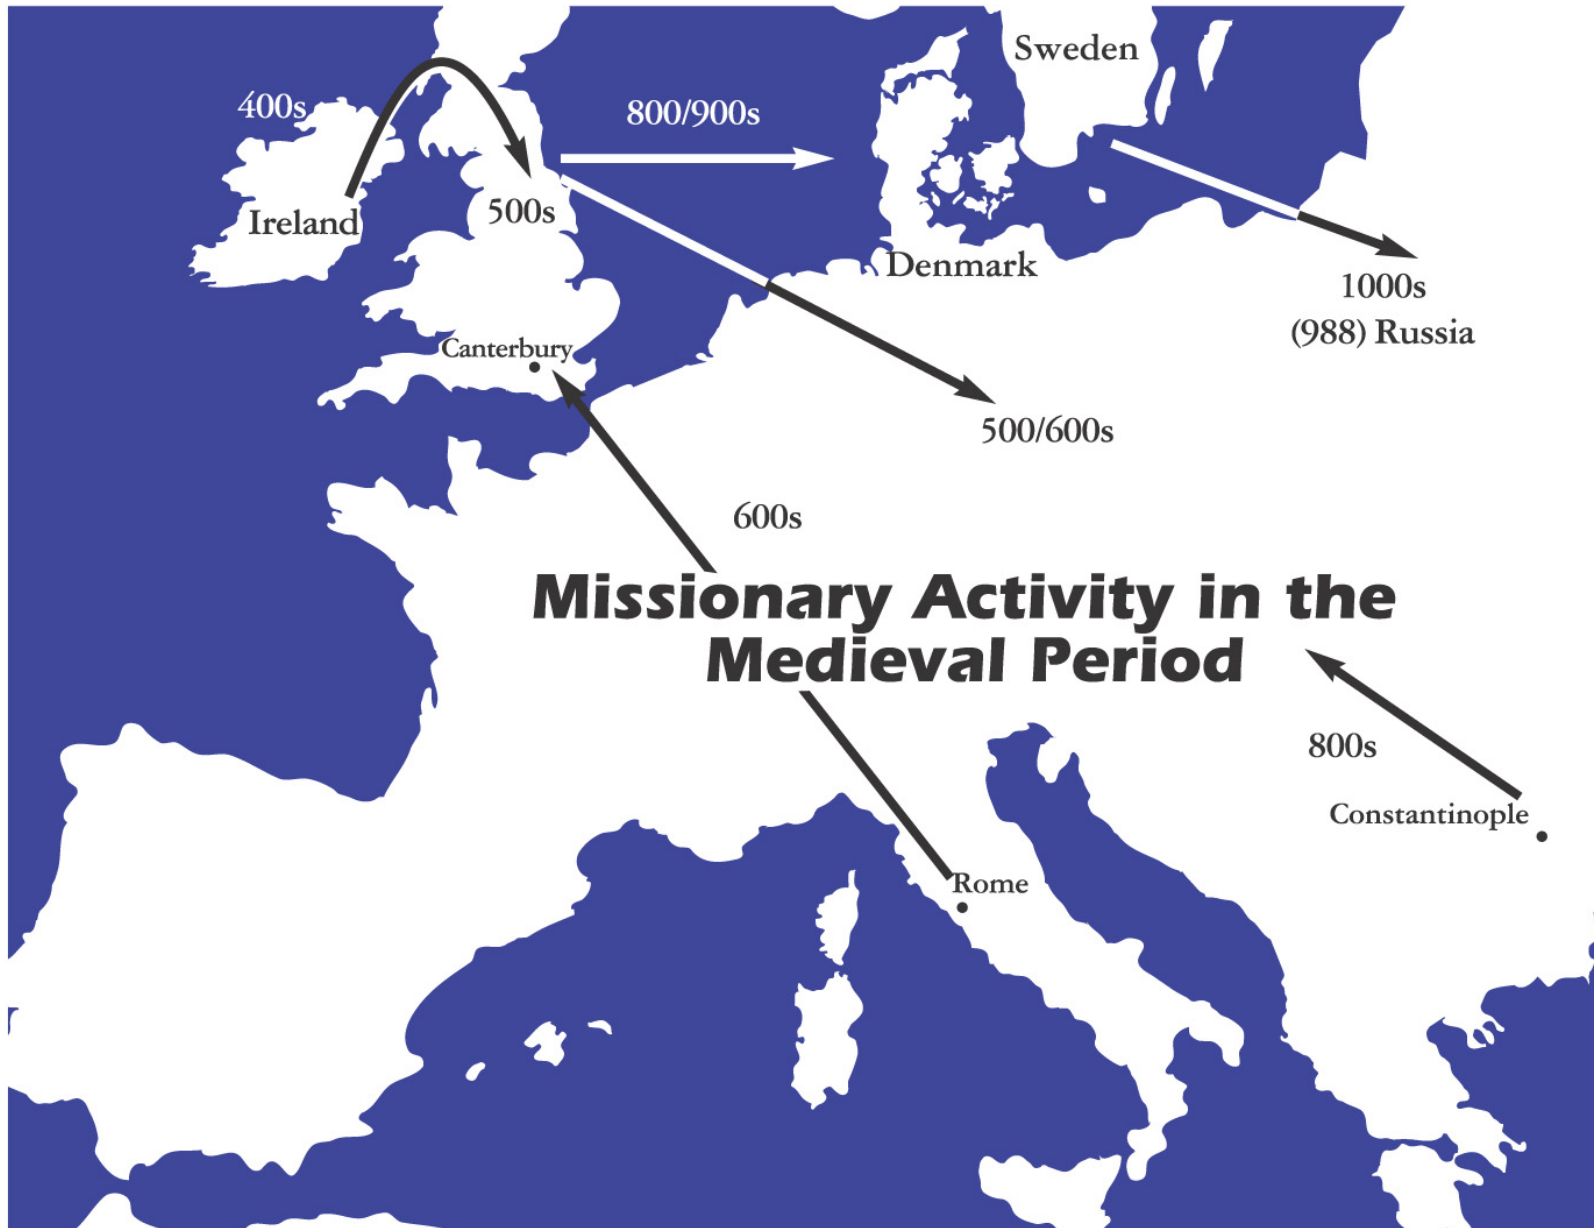 Sweden
400s
800/900s
500s
Ireland
Denmark
1000s
(988) Russia
Canterbury
500/600s
600s
Missionary Activity in the
Medieval Period
800s
Constantinople
Rome